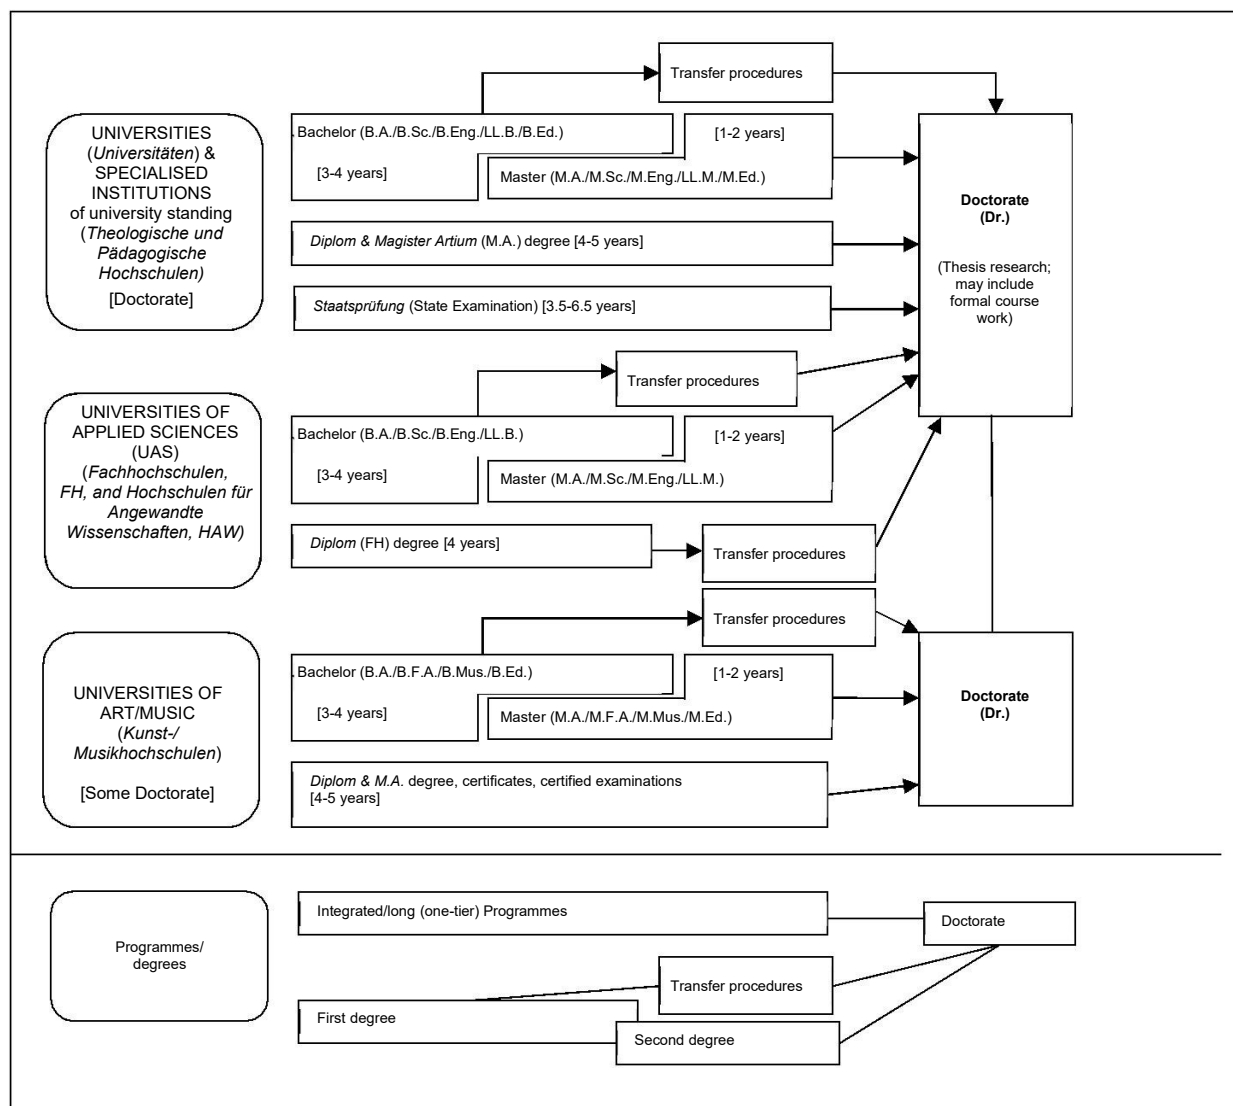 Transfer procedures
UNIVERSITIES
(Universitäten) &
SPECIALISED
INSTITUTIONS
of university standing
(Theologische und
Pädagogische
Hochschulen)
[Doctorate]
Bachelor (B.A./B.Sc./B.Eng./LL.B./B.Ed.)
[3-4 years]
[1-2 years]
Master (M.A./M.Sc./M.Eng./LL.M./M.Ed.)
Diplom & Magister Artium (M.A.) degree [4-5 years]
Staatsprüfung (State Examination) [3.5-6.5 years]
Doctorate
(Dr.)
(Thesis research;
may include
formal course
work)
Transfer procedures
UNIVERSITIES OF
APPLIED SCIENCES
(UAS)
(Fachhochschulen,
FH, and Hochschulen für
Angewandte
Wissenschaften, HAW)
Bachelor (B.A./B.Sc./B.Eng./LL.B.)
[3-4 years]
[1-2 years]
Master (M.A./M.Sc./M.Eng./LL.M.)
Diplom (FH) degree [4 years]
Transfer procedures
Transfer procedures
UNIVERSITIES OF
ART/MUSIC
(Kunst-/
Musikhochschulen)
[Some Doctorate]
Bachelor (B.A./B.F.A./B.Mus./B.Ed.)
[3-4 years]
[1-2 years]
Master (M.A./M.F.A./M.Mus./M.Ed.)
Diplom & M.A. degree, certificates, certified examinations
[4-5 years]
Doctorate
(Dr.)
Programmes/
degrees
Integrated/long (one-tier) Programmes
Doctorate
Transfer procedures
First degree
Second degree